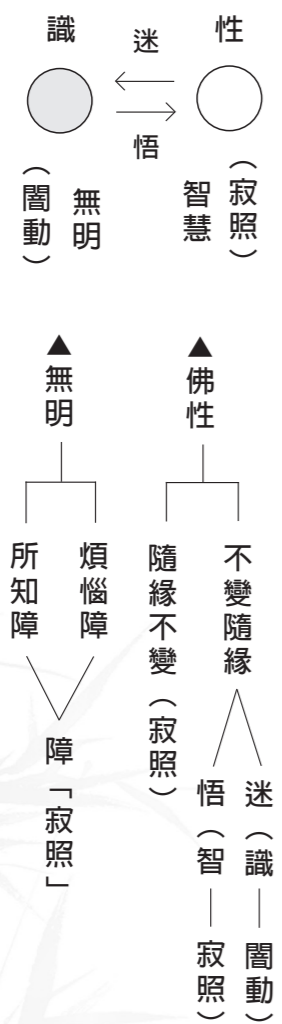 性
（寂照）
智慧
迷
悟
識
無明
（闇動）
▲佛性
不變隨緣
迷（識—闇動）
悟（智—寂照）
隨緣不變（寂照）
▲無明
煩惱障
所知障
障「寂照」